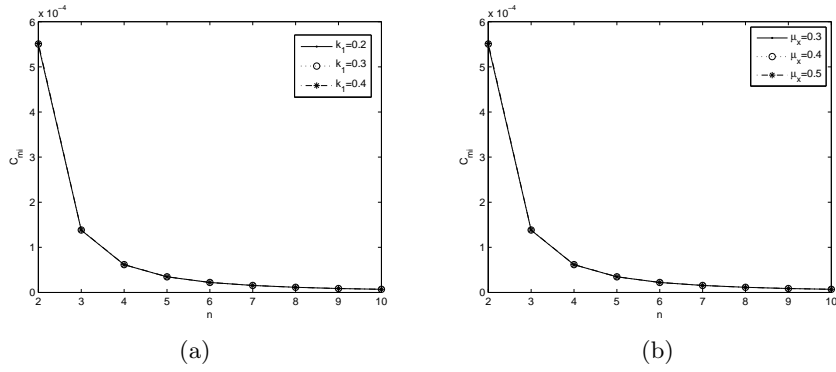 x 10⁻⁴
6
5
4
3
2
1
0
C_mi
2 3 4 5 6 7 8 9 10
n
k_1=0.2
k_1=0.3
k_1=0.4
(a)
x 10⁻⁴
6
5
4
3
2
1
0
C_mi
2 3 4 5 6 7 8 9 10
n
μ_x=0.3
μ_x=0.4
μ_x=0.5
(b)